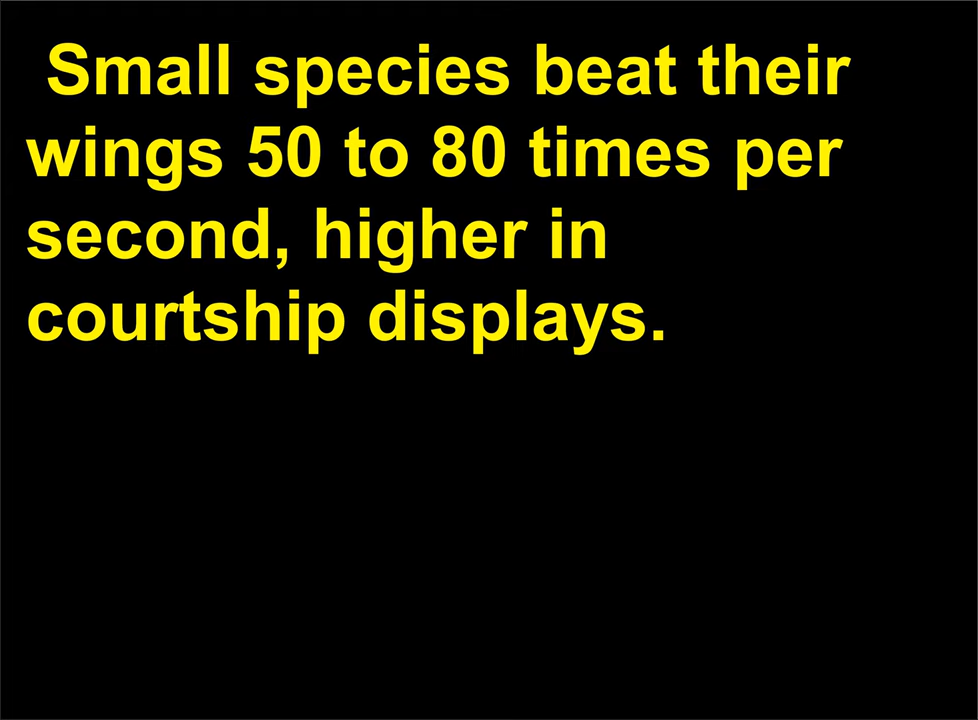 Small species beat their
wings 50 to 80 times per
second, higher in
courtship displays.